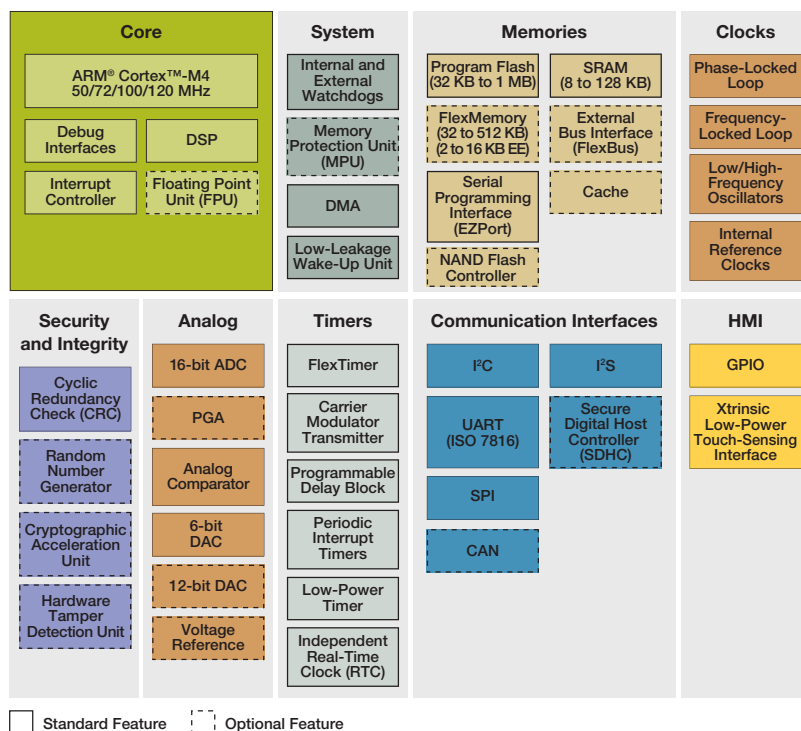 Core
ARM® Cortex™-M4
50/72/100/120 MHz
Debug
Interfaces
DSP
Interrupt
Controller
Floating Point
Unit (FPU)
System
Internal and
External
Watchdogs
Memory
Protection Unit
(MPU)
DMA
Low-Leakage
Wake-Up Unit
Memories
Program Flash
(32 KB to 1 MB)
SRAM
(8 to 128 KB)
FlexMemory
(32 to 512 KB)
(2 to 16 KB EE)
External
Bus Interface
(FlexBus)
Serial
Programming
Interface
(EZPort)
Cache
NAND Flash
Controller
Clocks
Phase-Locked
Loop
Frequency-
Locked Loop
Low/High-
Frequency
Oscillators
Internal
Reference
Clocks
Security
and Integrity
Cyclic
Redundancy
Check (CRC)
Random
Number
Generator
Cryptographic
Acceleration
Unit
Hardware
Tamper
Detection Unit
Analog
16-bit ADC
PGA
Analog
Comparator
6-bit
DAC
12-bit DAC
Voltage
Reference
Timers
FlexTimer
Carrier
Modulator
Transmitter
Programmable
Delay Block
Periodic
Interrupt
Timers
Low-Power
Timer
Independent
Real-Time
Clock (RTC)
Communication Interfaces
I²C
I²S
UART
(ISO 7816)
Secure
Digital Host
Controller
(SDHC)
SPI
CAN
HMI
GPIO
Xtrinsic
Low-Power
Touch-Sensing
Interface
Standard Feature
Optional Feature